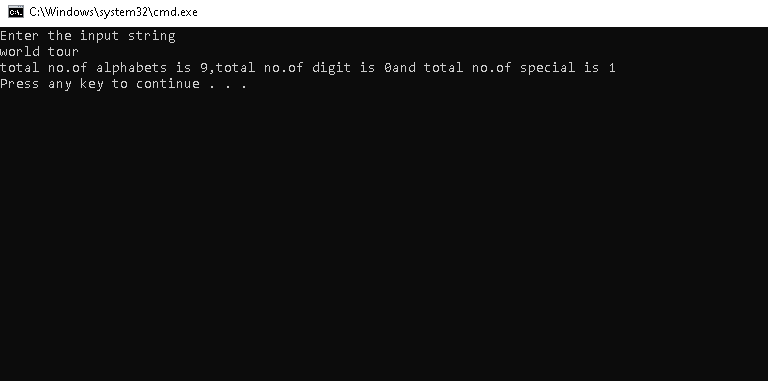 C:\Windows\system32\cmd.exe
Enter the input string
world tour
total no.of alphabets is 9,total no.of digit is 0and total no.of special is 1
Press any key to continue . . .